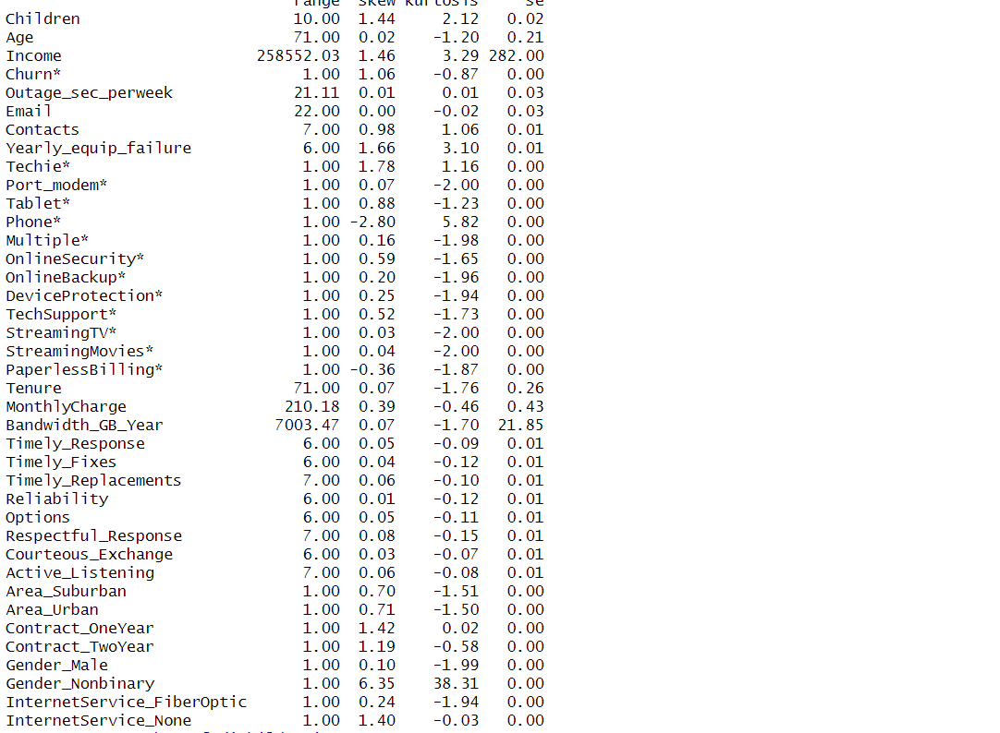 range skew kurtosis se
Children 10.00 1.44 2.12 0.02
Age 71.00 0.02 -1.20 0.21
Income 258552.03 1.46 3.29 282.00
Churn* 1.00 1.06 -0.87 0.00
Outage_sec_perweek 21.11 0.01 0.01 0.03
Email 22.00 0.00 -0.02 0.03
Contacts 7.00 0.98 1.06 0.01
Yearly_equip_failure 6.00 1.66 3.10 0.01
Techie* 1.00 1.78 1.16 0.00
Port_modem* 1.00 0.07 -2.00 0.00
Tablet* 1.00 0.88 -1.23 0.00
Phone* 1.00 -2.80 5.82 0.00
Multiple* 1.00 0.16 -1.98 0.00
OnlineSecurity* 1.00 0.59 -1.65 0.00
OnlineBackup* 1.00 0.20 -1.96 0.00
DeviceProtection* 1.00 0.25 -1.94 0.00
TechSupport* 1.00 0.52 -1.73 0.00
StreamingTV* 1.00 0.03 -2.00 0.00
StreamingMovies* 1.00 0.04 -2.00 0.00
PaperlessBilling* 1.00 -0.36 -1.87 0.00
Tenure 71.00 0.07 -1.76 0.26
MonthlyCharge 210.18 0.39 -0.46 0.43
Bandwidth_GB_Year 7003.47 0.07 -1.70 21.85
Timely_Response 6.00 0.05 -0.09 0.01
Timely_Fixes 6.00 0.04 -0.12 0.01
Timely_Replacements 7.00 0.06 -0.10 0.01
Reliability 6.00 0.01 -0.12 0.01
Options 6.00 0.05 -0.11 0.01
Respectful_Response 7.00 0.08 -0.15 0.01
Courteous_Exchange 6.00 0.03 -0.07 0.01
Active_Listening 7.00 0.06 -0.08 0.01
Area_Suburban 1.00 0.70 -1.51 0.00
Area_Urban 1.00 0.71 -1.50 0.00
Contract_OneYear 1.00 1.42 0.02 0.00
Contract_TwoYear 1.00 1.19 -0.58 0.00
Gender_Male 1.00 0.10 -1.99 0.00
Gender_Nonbinary 1.00 6.35 38.31 0.00
InternetService_FiberOptic 1.00 0.24 -1.94 0.00
InternetService_None 1.00 1.40 -0.03 0.00